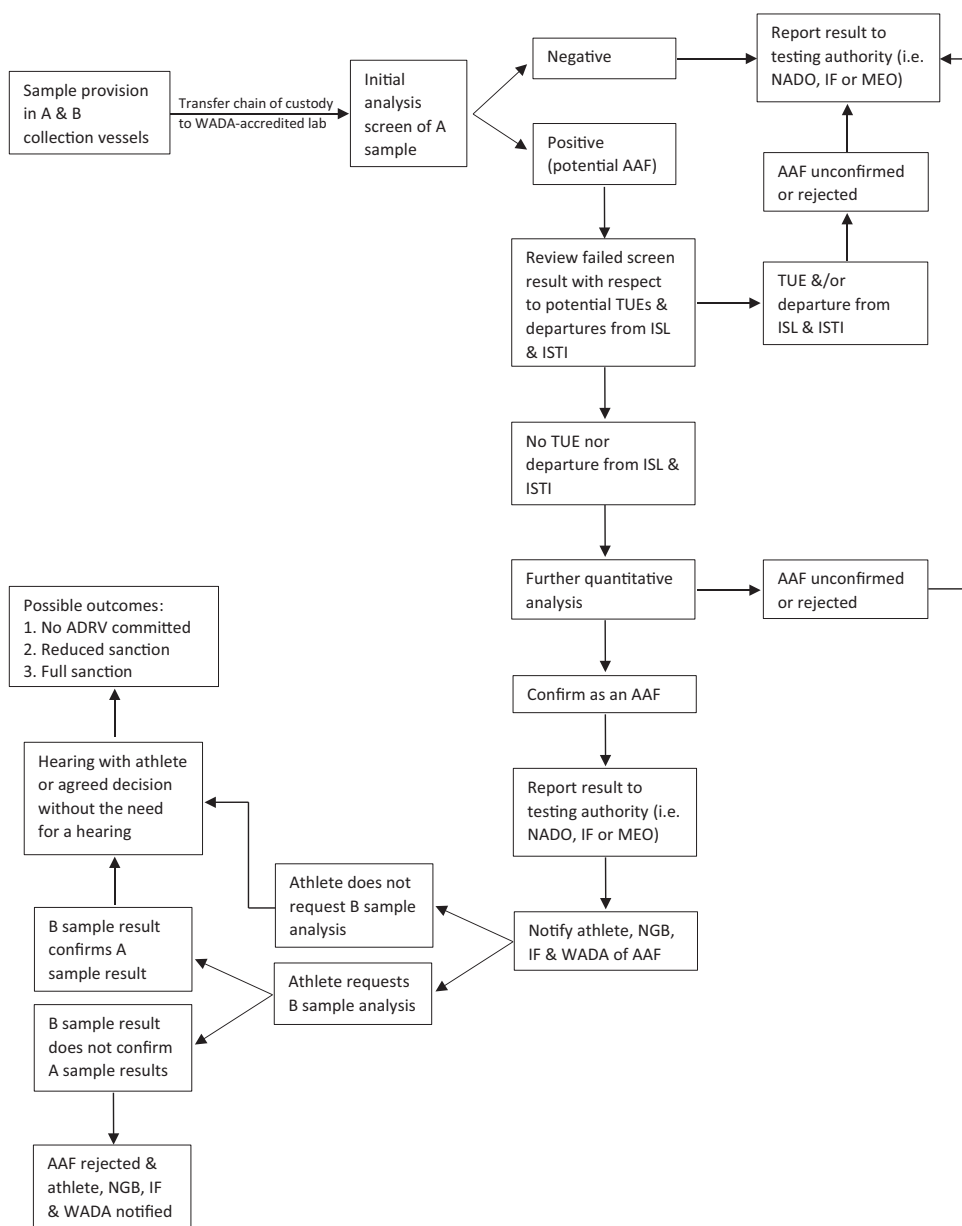 Sample provision
in A & B
collection vessels
Transfer chain of custody
to WADA-accredited lab
Initial
analysis
screen of A
sample
Negative
Positive
(potential AAF)
Report result to
testing authority (i.e.
NADO, IF or MEO)
AAF unconfirmed
or rejected
Review failed screen
result with respect
to potential TUEs &
departures from ISL
& ISTI
TUE &/or
departure from
ISL & ISTI
No TUE nor
departure from ISL &
ISTI
Further quantitative
analysis
AAF unconfirmed
or rejected
Confirm as an AAF
Report result to
testing authority (i.e.
NADO, IF or MEO)
Notify athlete, NGB,
IF & WADA of AAF
Athlete does not
request B sample
analysis
Athlete requests
B sample analysis
Possible outcomes:
1. No ADRV committed
2. Reduced sanction
3. Full sanction
Hearing with athlete
or agreed decision
without the need
for a hearing
B sample result
confirms A
sample result
B sample result
does not confirm
A sample results
AAF rejected &
athlete, NGB, IF
& WADA notified